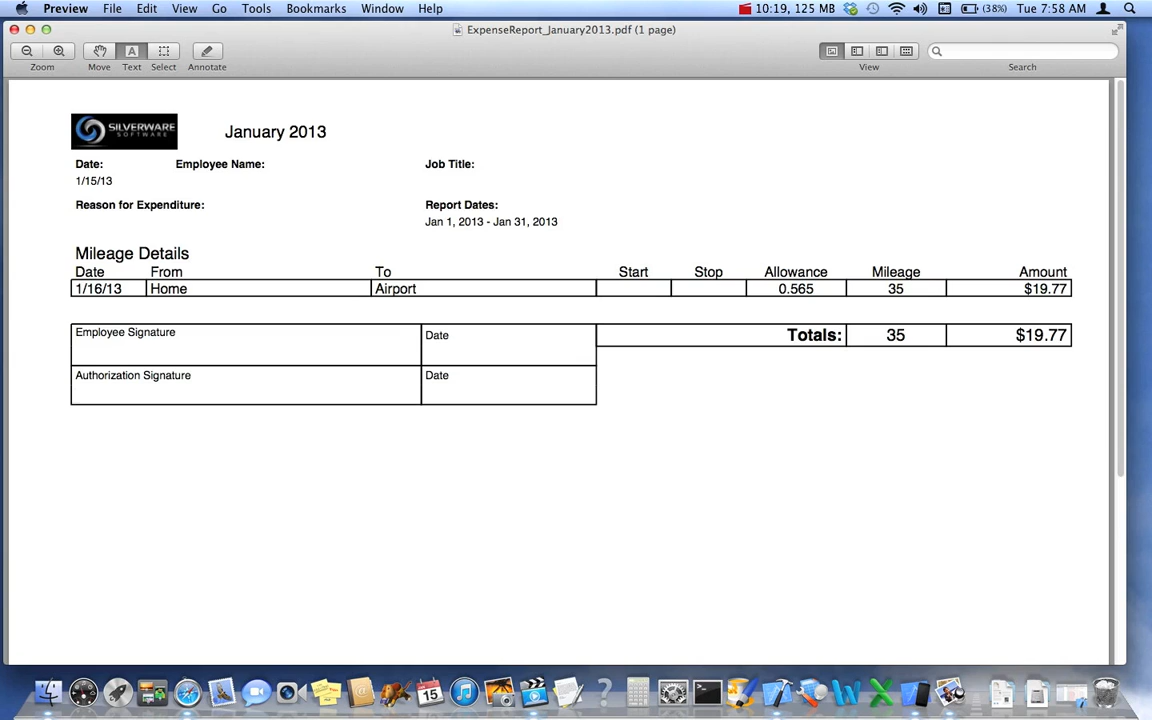 Preview File Edit View Go Tools Bookmarks Window Help 10:19, 125 MB (38%) Tue 7:58 AM
ExpenseReport_January2013.pdf (1 page)
Zoom Move Text Select Annotate View Search
SILVERWARE
SOFTWARE
January 2013
Date: Employee Name: Job Title:
1/15/13
Reason for Expenditure: Report Dates:
Jan 1, 2013 - Jan 31, 2013
Mileage Details
Date From To Start Stop Allowance Mileage Amount
1/16/13 Home Airport 0.565 35 $19.77
Employee Signature Date Totals: 35 $19.77
Authorization Signature Date
15